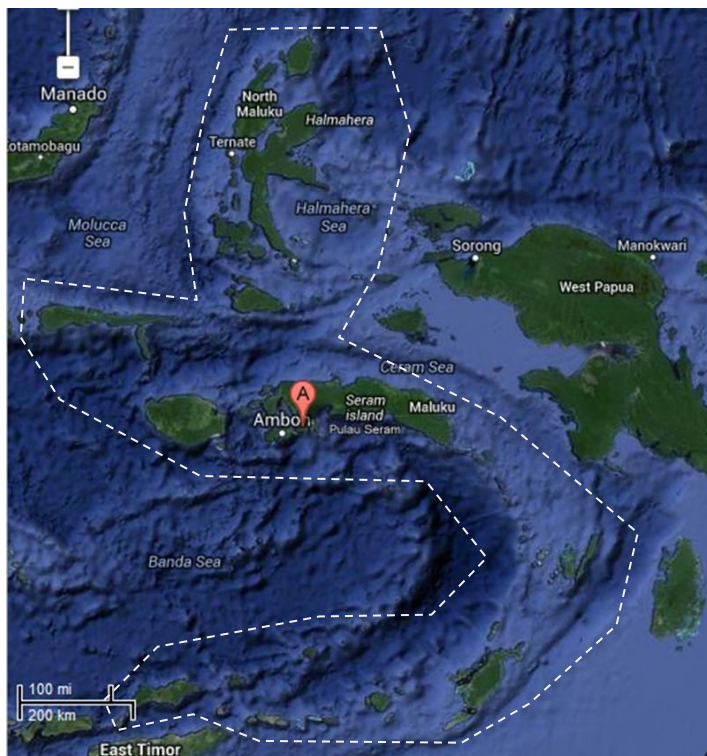 Manado
Kotamobagu
North
Maluku
Halmahera
Ternate
Molucca
Sea
Halmahera
Sea
Sorong
Manokwari
West Papua
Ceram Sea
A
Seram
island
Pulau Seram
Maluku
Ambon
Banda Sea
100 mi
200 km
East Timor